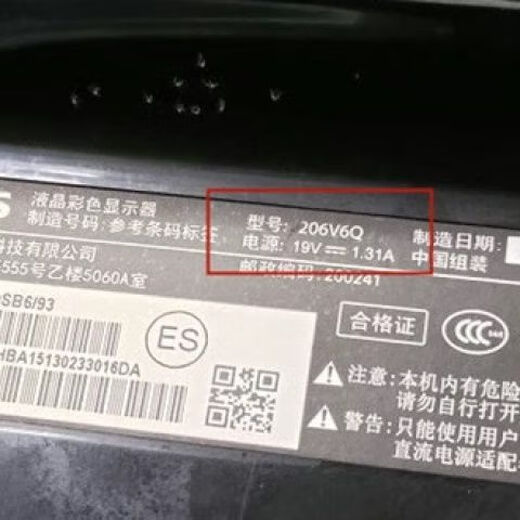 S 液晶彩色显示器
制造号码: 参考条码标签
型号: 206V6Q
电源: 19V⎓1.31A
制造日期:
中国组装
科技有限公司
555号乙楼5060A室
邮政编码: 200241
SB6/93
HBA15130233016DA
ES
合格证
CCC
注意: 本机内有危险
请勿自行打开
警告: 只能使用用户
直流电源适配